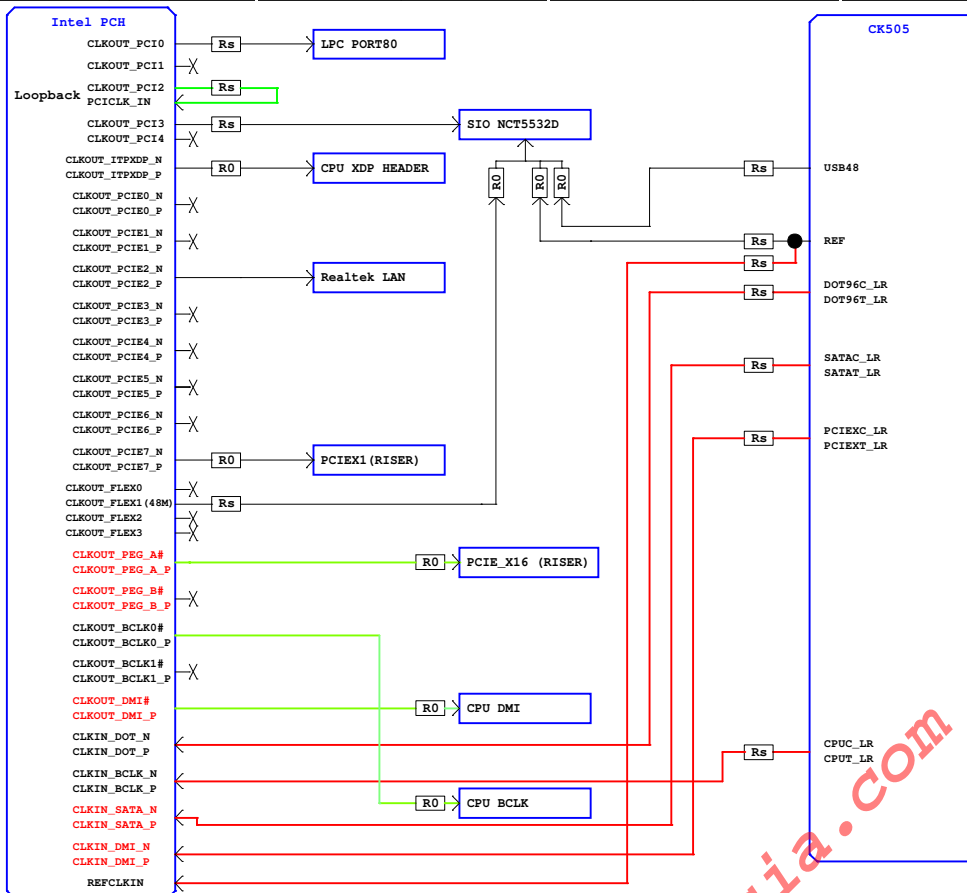 Intel PCH
CLKOUT_PCI0
Rs
LPC PORT80
CLKOUT_PCI1
Loopback
CLKOUT_PCI2
Rs
PCICLK_IN
CLKOUT_PCI3
Rs
SIO NCT5532D
CLKOUT_PCI4
CLKOUT_ITPXDP_N
CLKOUT_ITPXDP_P
R0
CPU XDP HEADER
CLKOUT_PCIE0_N
CLKOUT_PCIE0_P
R0
R0
R0
CLKOUT_PCIE1_N
CLKOUT_PCIE1_P
CLKOUT_PCIE2_N
CLKOUT_PCIE2_P
Realtek LAN
CLKOUT_PCIE3_N
CLKOUT_PCIE3_P
CLKOUT_PCIE4_N
CLKOUT_PCIE4_P
CLKOUT_PCIE5_N
CLKOUT_PCIE5_P
CLKOUT_PCIE6_N
CLKOUT_PCIE6_P
CLKOUT_PCIE7_N
CLKOUT_PCIE7_P
R0
PCIEX1(RISER)
CLKOUT_FLEX0
CLKOUT_FLEX1(48M)
Rs
CLKOUT_FLEX2
CLKOUT_FLEX3
CLKOUT_PEG_A#
CLKOUT_PEG_A_P
R0
PCIE_X16 (RISER)
CLKOUT_PEG_B#
CLKOUT_PEG_B_P
CLKOUT_BCLK0#
CLKOUT_BCLK0_P
CLKOUT_BCLK1#
CLKOUT_BCLK1_P
CLKOUT_DMI#
CLKOUT_DMI_P
R0
CPU DMI
CLKIN_DOT_N
CLKIN_DOT_P
CLKIN_BCLK_N
CLKIN_BCLK_P
R0
CPU BCLK
CLKIN_SATA_N
CLKIN_SATA_P
CLKIN_DMI_N
CLKIN_DMI_P
REFCLKIN
CK505
Rs
USB48
Rs
REF
Rs
Rs
DOT96C_LR
DOT96T_LR
Rs
SATAC_LR
SATAT_LR
Rs
PCIEXC_LR
PCIEXT_LR
Rs
CPUC_LR
CPUT_LR
ia.com